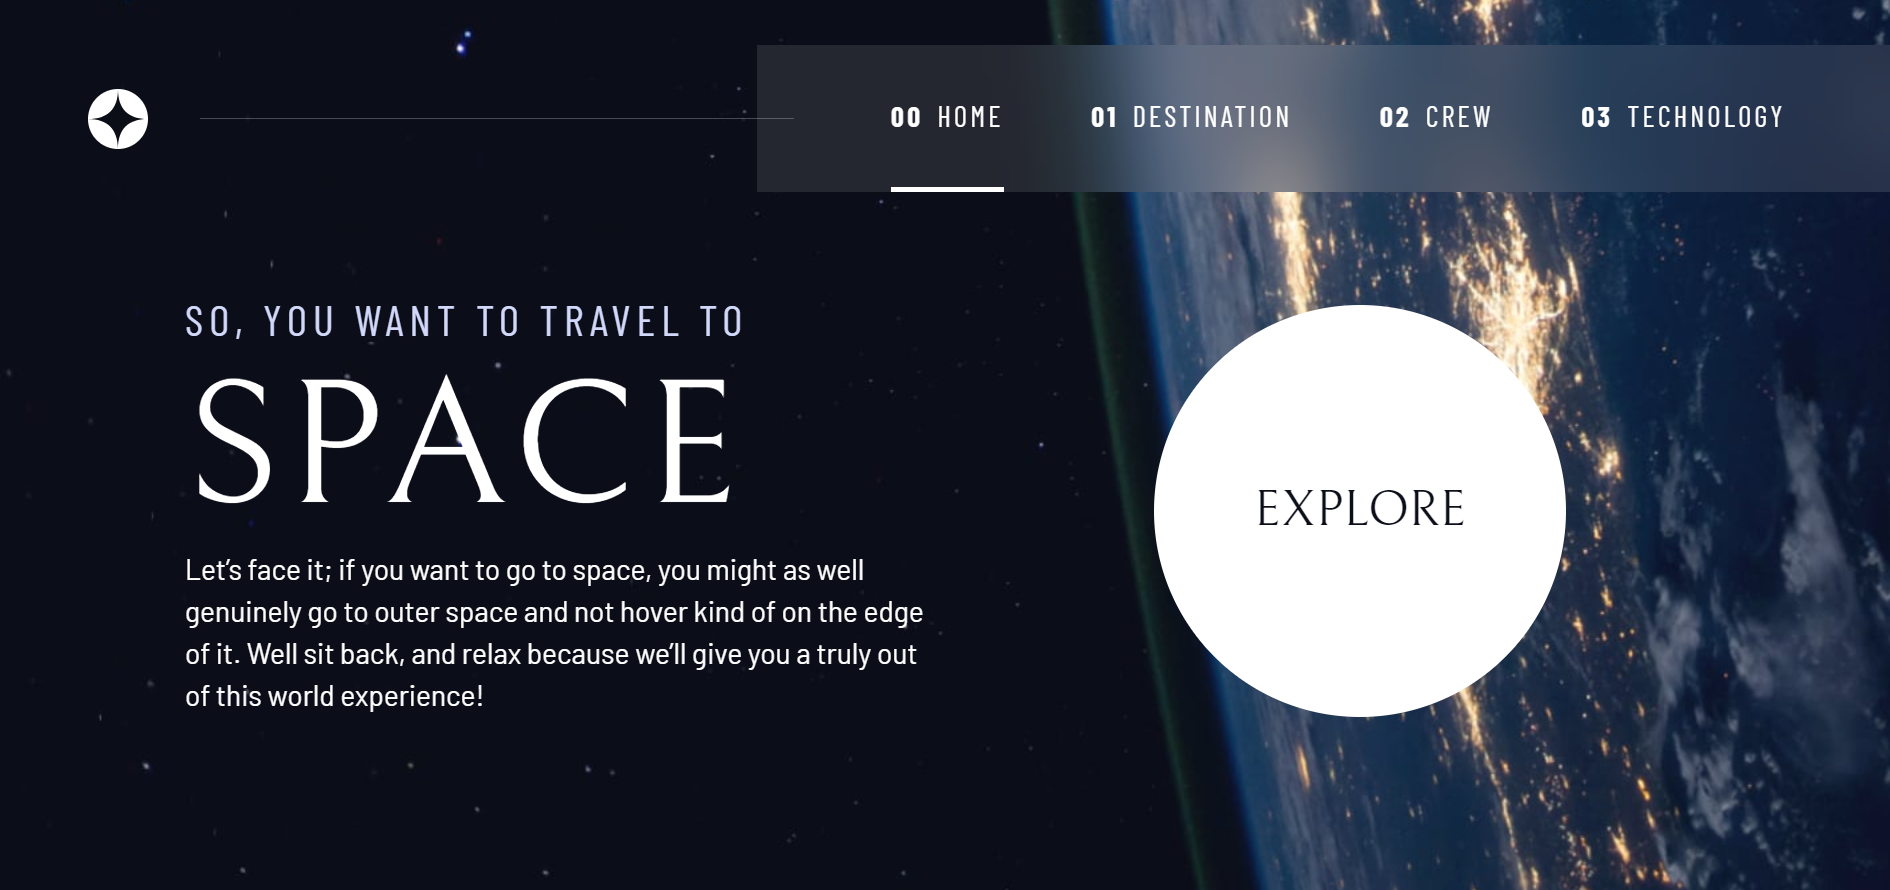 00 HOME 01 DESTINATION 02 CREW 03 TECHNOLOGY
SO, YOU WANT TO TRAVEL TO
SPACE
Let’s face it; if you want to go to space, you might as well
genuinely go to outer space and not hover kind of on the edge
of it. Well sit back, and relax because we’ll give you a truly out
of this world experience!
EXPLORE